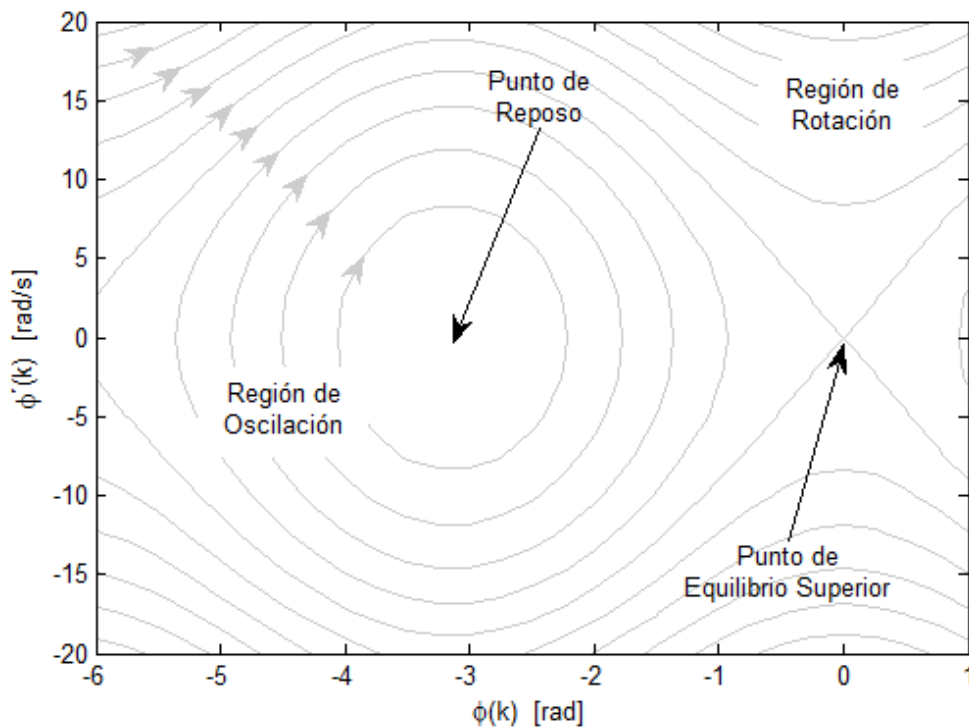 20
15
10
5
0
-5
-10
-15
-20
ϕ´(k) [rad/s]
Punto de
Reposo
Región de
Rotación
Región de
Oscilación
Punto de
Equilibrio Superior
-6 -5 -4 -3 -2 -1 0 1
ϕ(k) [rad]